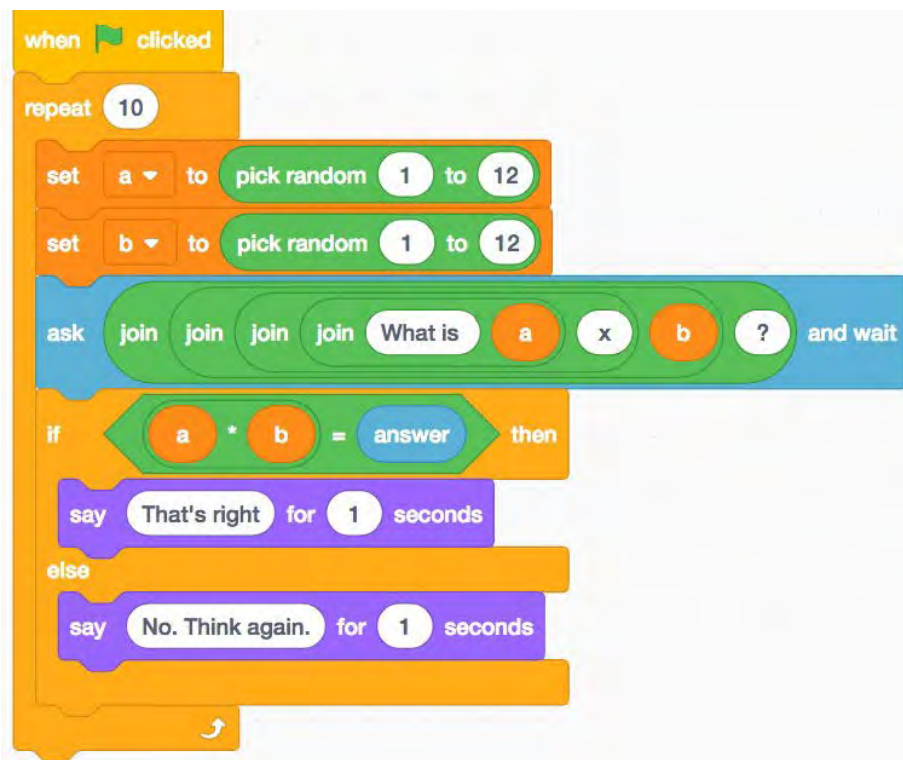 when clicked
repeat 10
set a to pick random 1 to 12
set b to pick random 1 to 12
ask join join join join What is a x b ? and wait
if a * b = answer then
say That's right for 1 seconds
else
say No. Think again. for 1 seconds